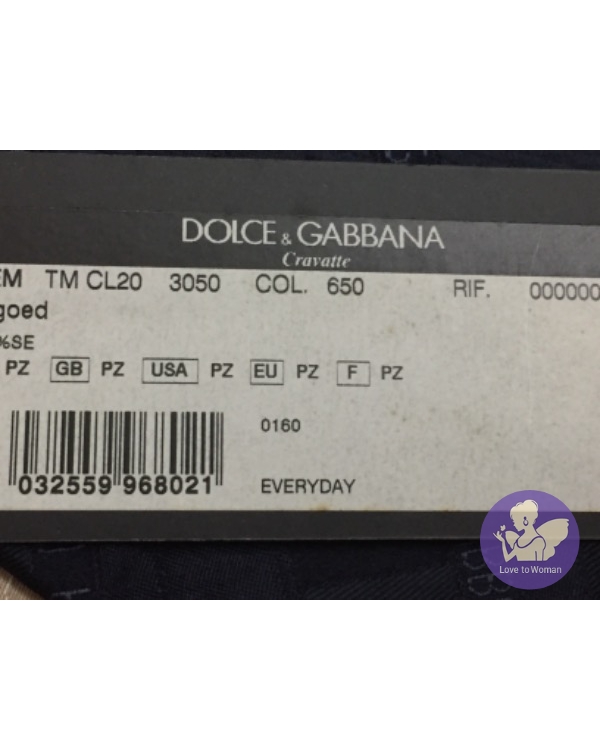 DOLCE & GABBANA
Cravatte
EM TM CL20 3050 COL. 650 RIF. 000000
goed
%SE
PZ GB PZ USA PZ EU PZ F PZ
0160
032559 968021
EVERYDAY
Love to Woman